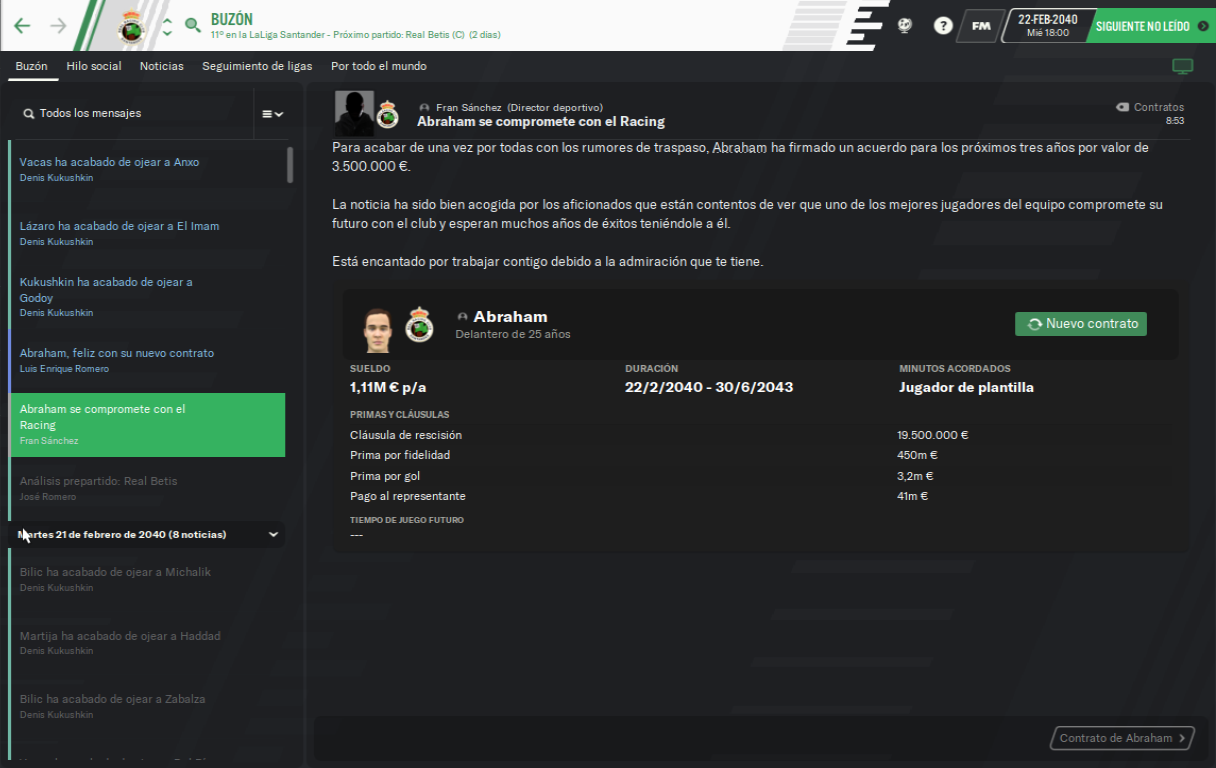 BUZÓN
11º en la LaLiga Santander - Próximo partido: Real Betis (C) (2 días)
?
FM
22-FEB-2040
Mié 18:00
SIGUIENTE NO LEÍDO
Buzón
Hilo social
Noticias
Seguimiento de ligas
Por todo el mundo
Todos los mensajes
Vacas ha acabado de ojear a Anxo
Denis Kukushkin
Lázaro ha acabado de ojear a El Imam
Denis Kukushkin
Kukushkin ha acabado de ojear a
Godoy
Denis Kukushkin
Abraham, feliz con su nuevo contrato
Luis Enrique Romero
Abraham se compromete con el
Racing
Fran Sánchez
Análisis prepartido: Real Betis
José Romero
Martes 21 de febrero de 2040 (8 noticias)
Bilic ha acabado de ojear a Michalik
Denis Kukushkin
Martija ha acabado de ojear a Haddad
Denis Kukushkin
Bilic ha acabado de ojear a Zabalza
Denis Kukushkin
Fran Sánchez (Director deportivo)
Abraham se compromete con el Racing
Contratos
8:53
Para acabar de una vez por todas con los rumores de traspaso, Abraham ha firmado un acuerdo para los próximos tres años por valor de
3.500.000 €.
La noticia ha sido bien acogida por los aficionados que están contentos de ver que uno de los mejores jugadores del equipo compromete su
futuro con el club y esperan muchos años de éxitos teniéndole a él.
Está encantado por trabajar contigo debido a la admiración que te tiene.
Abraham
Delantero de 25 años
Nuevo contrato
SUELDO
1,11M € p/a
DURACIÓN
22/2/2040 - 30/6/2043
MINUTOS ACORDADOS
Jugador de plantilla
PRIMAS Y CLÁUSULAS
Cláusula de rescisión 19.500.000 €
Prima por fidelidad 450m €
Prima por gol 3,2m €
Pago al representante 41m €
TIEMPO DE JUEGO FUTURO
---
Contrato de Abraham